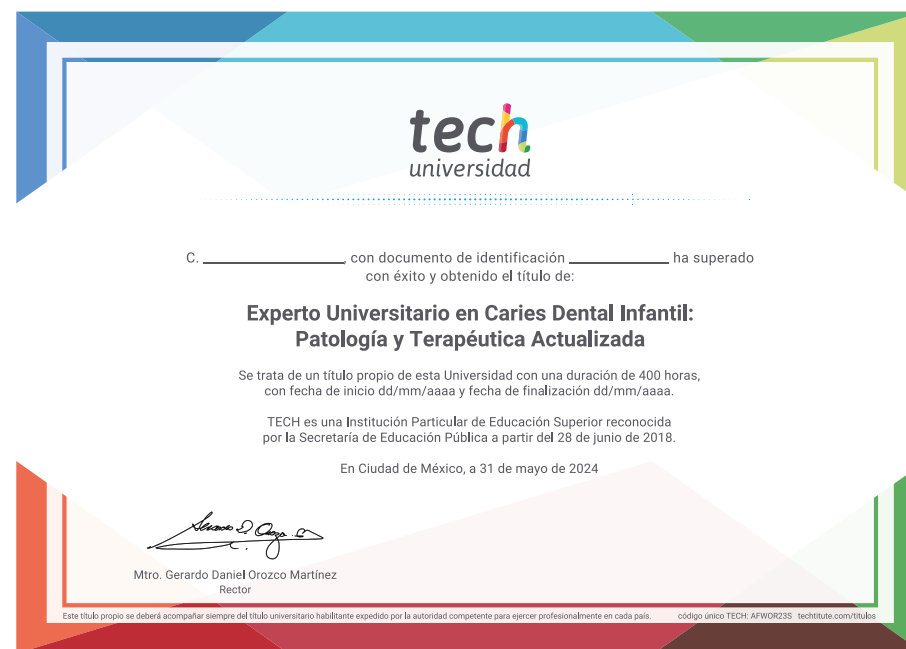 tech
universidad
C. ____________________, con documento de identificación ______________ ha superado
con éxito y obtenido el título de:
Experto Universitario en Caries Dental Infantil:
Patología y Terapéutica Actualizada
Se trata de un título propio de esta Universidad con una duración de 400 horas,
con fecha de inicio dd/mm/aaaa y fecha de finalización dd/mm/aaaa.
TECH es una Institución Particular de Educación Superior reconocida
por la Secretaría de Educación Pública a partir del 28 de junio de 2018.
En Ciudad de México, a 31 de mayo de 2024
Mtro. Gerardo Daniel Orozco Martínez
Rector
Este título propio se deberá acompañar siempre del título universitario habilitante expedido por la autoridad competente para ejercer profesionalmente en cada país. código único TECH: AFWOR23S techtitute.com/titulos